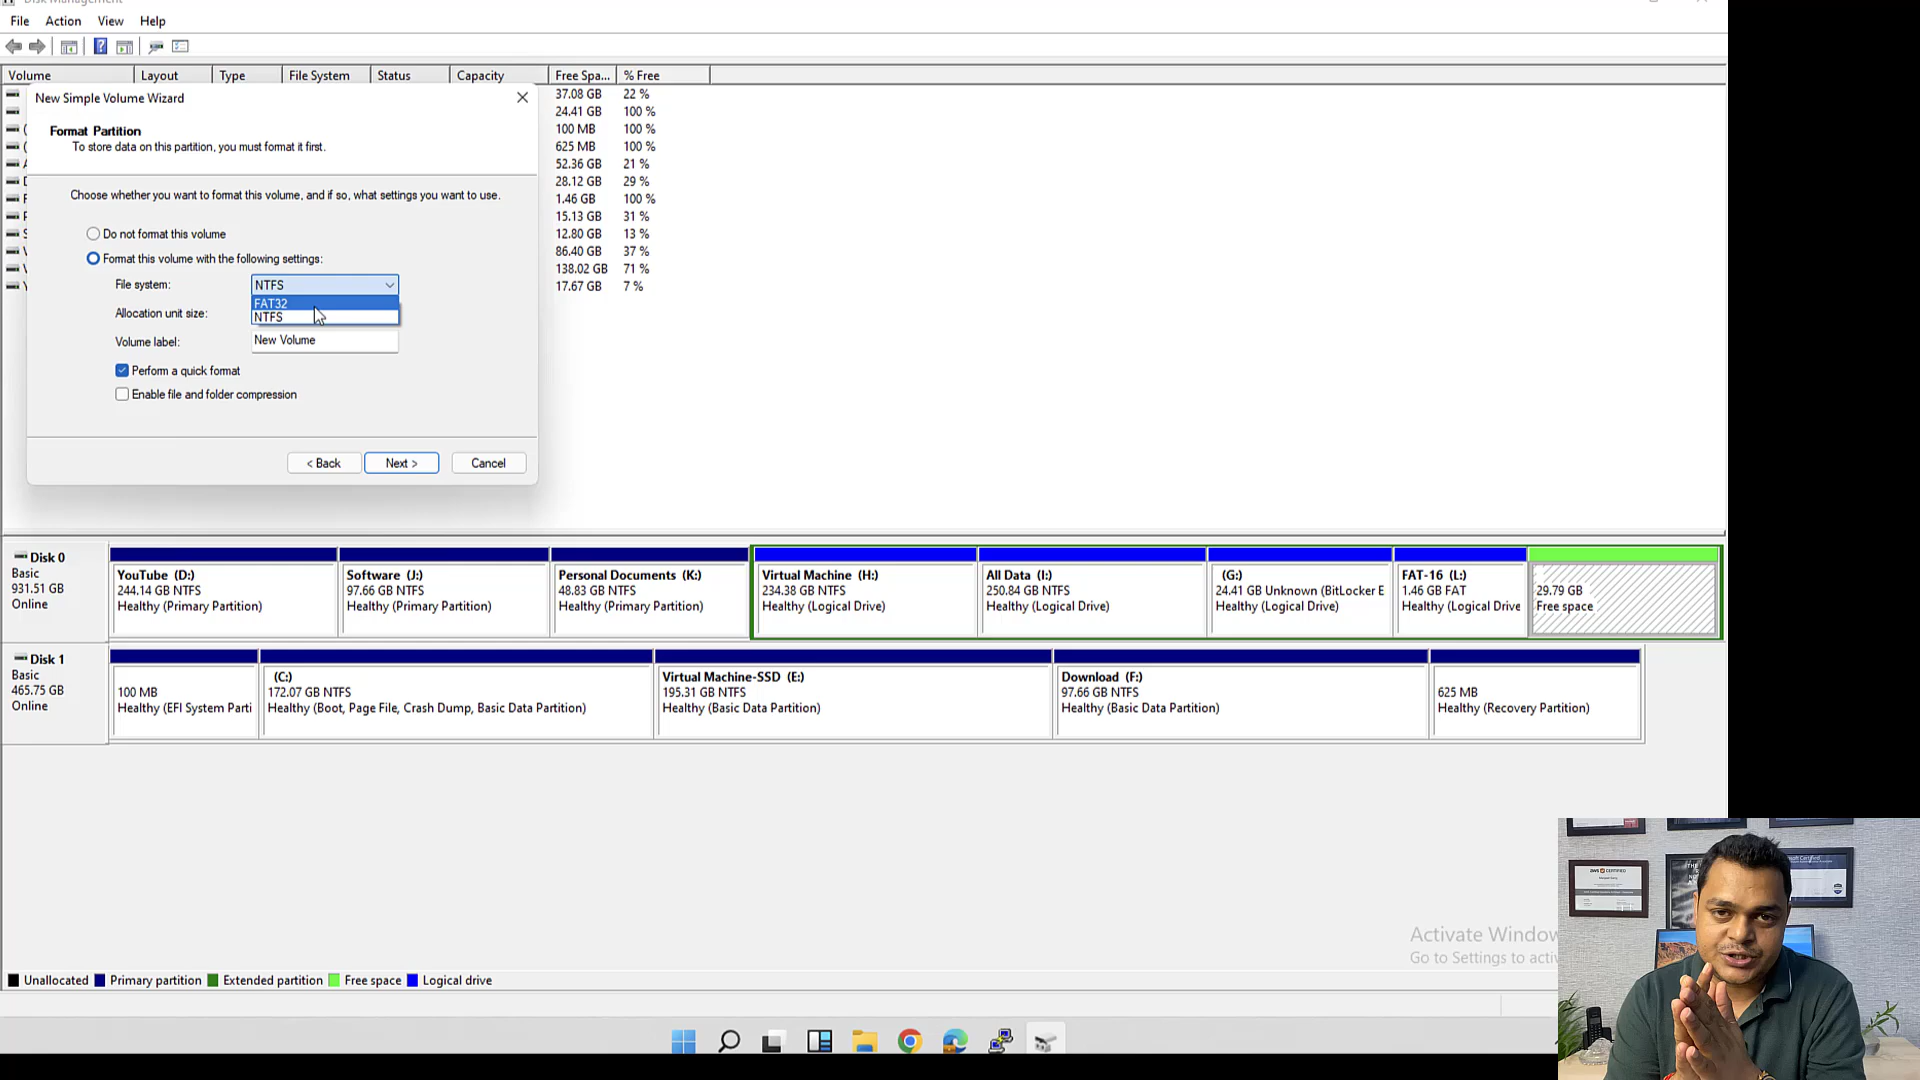 Disk Management
File Action View Help
Volume Layout Type File System Status Capacity Free Spa... % Free
37.08 GB 22 %
24.41 GB 100 %
100 MB 100 %
625 MB 100 %
52.36 GB 21 %
28.12 GB 29 %
1.46 GB 100 %
15.13 GB 31 %
12.80 GB 13 %
86.40 GB 37 %
138.02 GB 71 %
17.67 GB 7 %
New Simple Volume Wizard
Format Partition
To store data on this partition, you must format it first.
Choose whether you want to format this volume, and if so, what settings you want to use.
Do not format this volume
Format this volume with the following settings:
File system: NTFS
FAT32
NTFS
Allocation unit size:
Volume label: New Volume
Perform a quick format
Enable file and folder compression
< Back Next > Cancel
Disk 0
Basic
931.51 GB
Online
YouTube (D:)
244.14 GB NTFS
Healthy (Primary Partition)
Software (J:)
97.66 GB NTFS
Healthy (Primary Partition)
Personal Documents (K:)
48.83 GB NTFS
Healthy (Primary Partition)
Virtual Machine (H:)
234.38 GB NTFS
Healthy (Logical Drive)
All Data (I:)
250.84 GB NTFS
Healthy (Logical Drive)
(G:)
24.41 GB Unknown (BitLocker E
Healthy (Logical Drive)
FAT-16 (L:)
1.46 GB FAT
Healthy (Logical Drive
29.79 GB
Free space
Disk 1
Basic
465.75 GB
Online
100 MB
Healthy (EFI System Parti
(C:)
172.07 GB NTFS
Healthy (Boot, Page File, Crash Dump, Basic Data Partition)
Virtual Machine-SSD (E:)
195.31 GB NTFS
Healthy (Basic Data Partition)
Download (F:)
97.66 GB NTFS
Healthy (Basic Data Partition)
625 MB
Healthy (Recovery Partition)
Activate Window
Go to Settings to activ
Unallocated Primary partition Extended partition Free space Logical drive
aws CERTIFIED